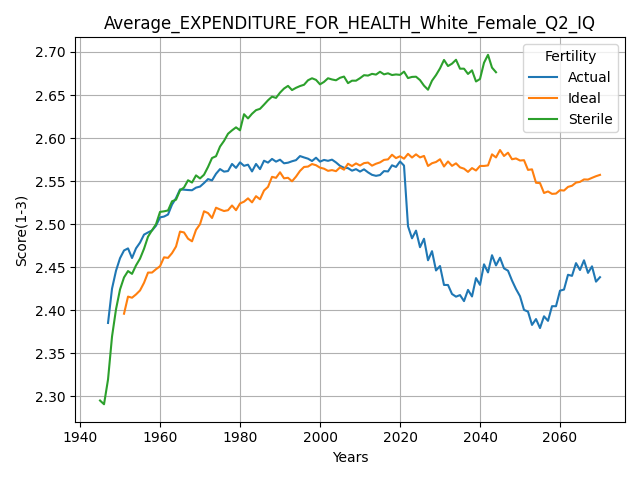 Average_EXPENDITURE_FOR_HEALTH_White_Female_Q2_IQ
Fertility
Actual
Ideal
Sterile
Score(1-3)
2.70
2.65
2.60
2.55
2.50
2.45
2.40
2.35
2.30
1940 1960 1980 2000 2020 2040 2060
Years